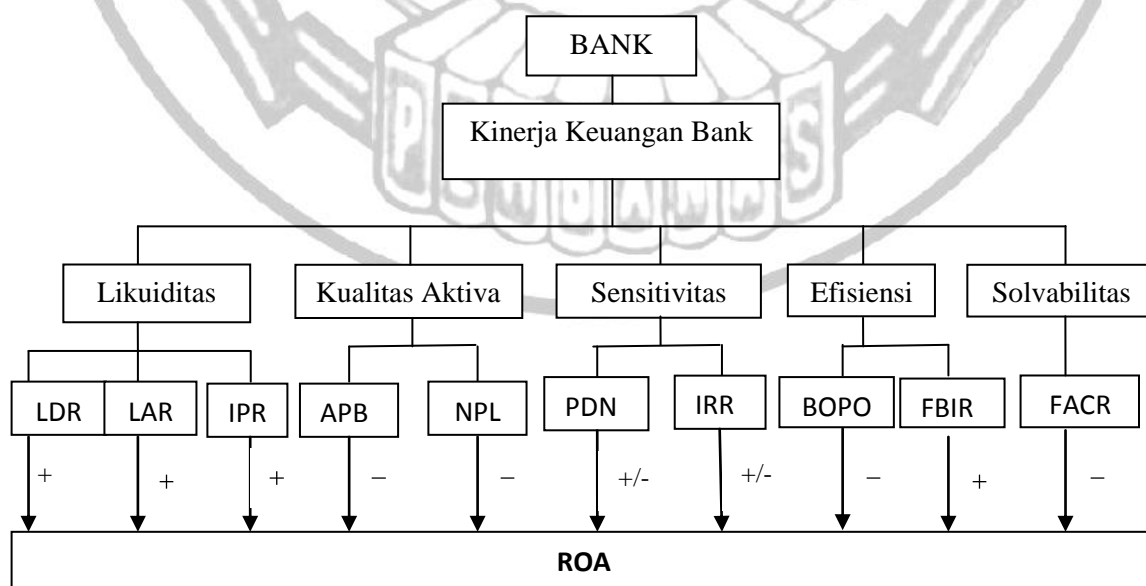 BANK
Kinerja Keuangan Bank
Likuiditas Kualitas Aktiva Sensitivitas Efisiensi Solvabilitas
LDR LAR IPR APB NPL PDN IRR BOPO FBIR FACR
+ + + – – +/- +/- – + –
ROA